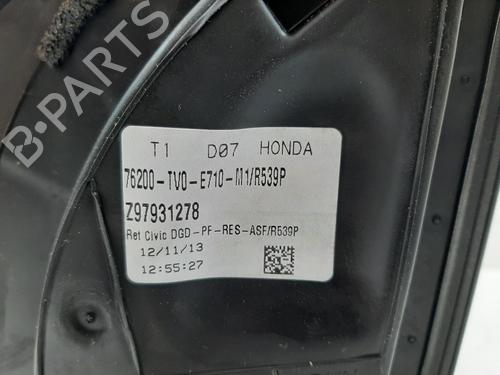 T1 D07 HONDA
76200-TV0-E710-M1/R539P
Z97931278
Ret Civic DGD-PF-RES-ASF/R539P
12/11/13
12:55:27
B-PARTS